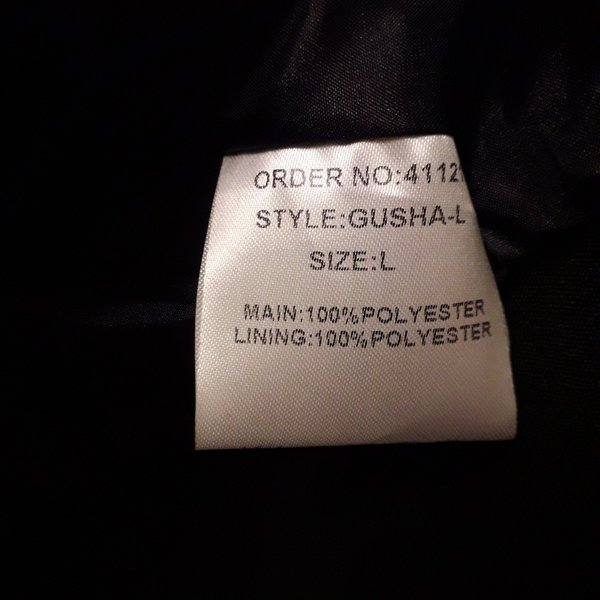 ORDER NO:4112
STYLE:GUSHA-L
SIZE:L
MAIN:100%POLYESTER
LINING:100%POLYESTER